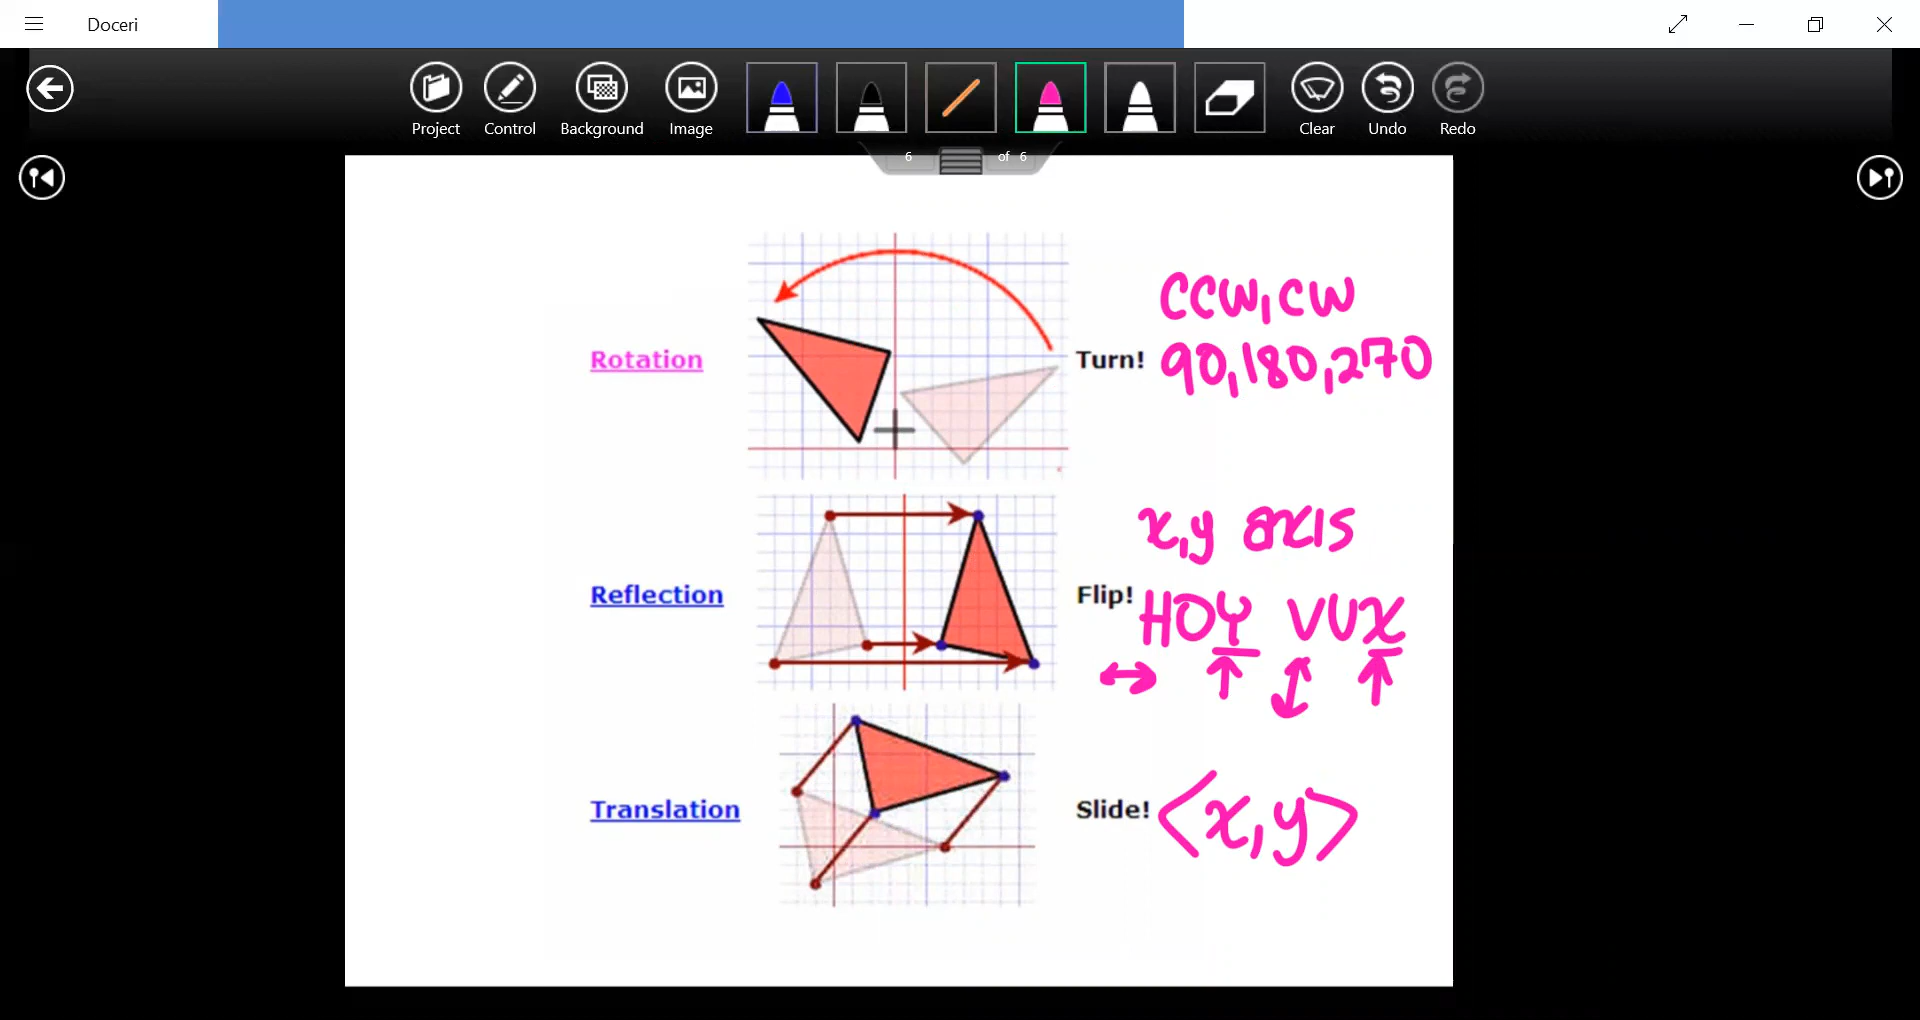 Doceri
Project Control Background Image Clear Undo Redo
6 of 6
CCW, CW
Rotation Turn! 90, 180, 270
x, y axis
Reflection Flip! HOY VUX
Translation Slide! <x, y>